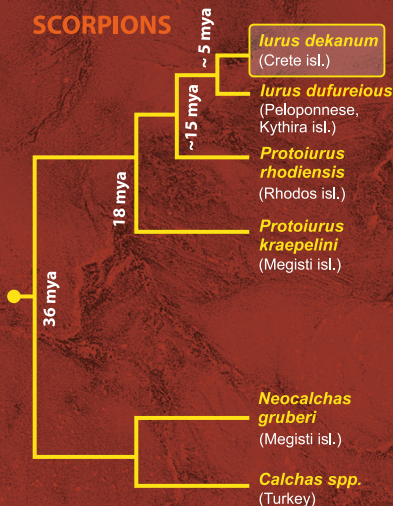 SCORPIONS
~ 5 mya
Iurus dekanum
(Crete isl.)
Iurus dufureious
(Peloponnese,
Kythira isl.)
~15 mya
Protoiurus
rhodiensis
(Rhodos isl.)
18 mya
Protoiurus
kraepelini
(Megisti isl.)
36 mya
Neocalchas
gruberi
(Megisti isl.)
Calchas spp.
(Turkey)